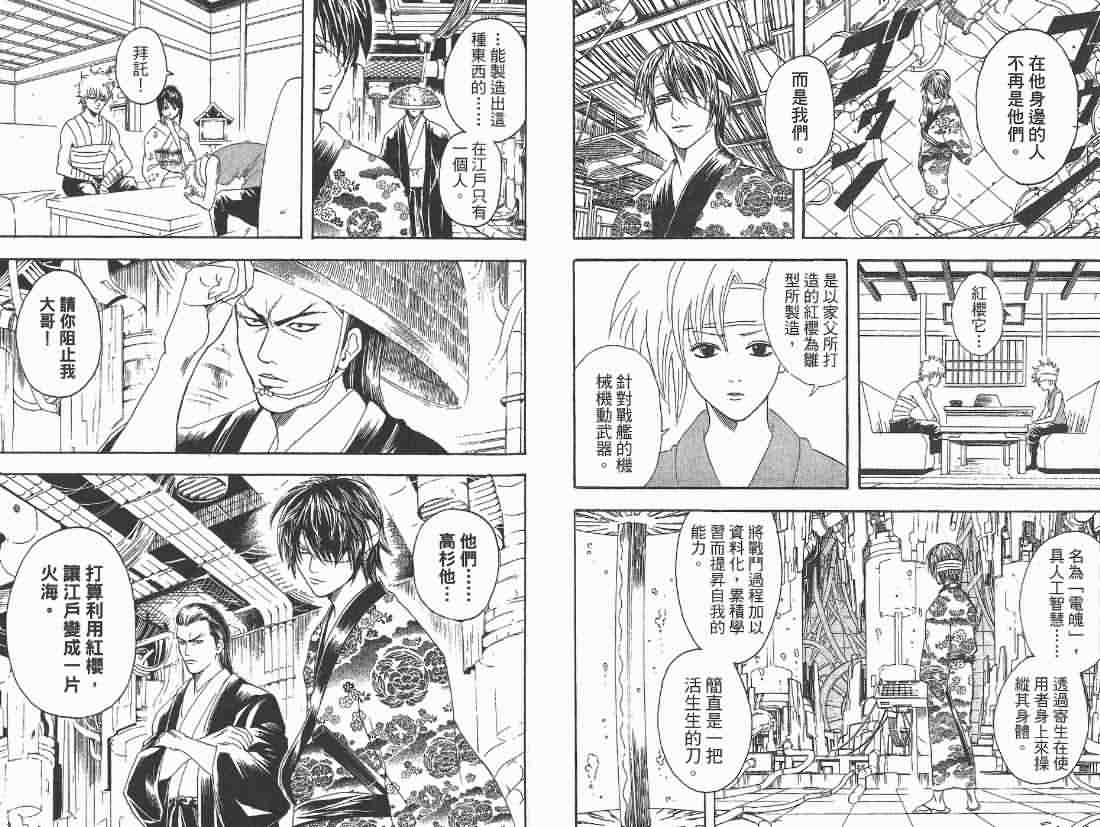 在他身邊的人
不再是他們。
而是我們。
紅櫻它…
是以家父所打
造的紅櫻為雛
型所製造，
針對戰艦的機
械機動武器。
名為「電魄」，
具人工智慧……
透過寄生在使
用者身上來操
縱其身體。
將戰鬥過程加以
資料化，累積學
習而提昇自我的
能力。
簡直是一把
活生生的刀。
…能製造出這
種東西的……
在江戶只有
一個人。
拜託！
請你阻止我
大哥！
他們……
高杉他…
打算利用紅櫻，
讓江戶變成一片
火海。